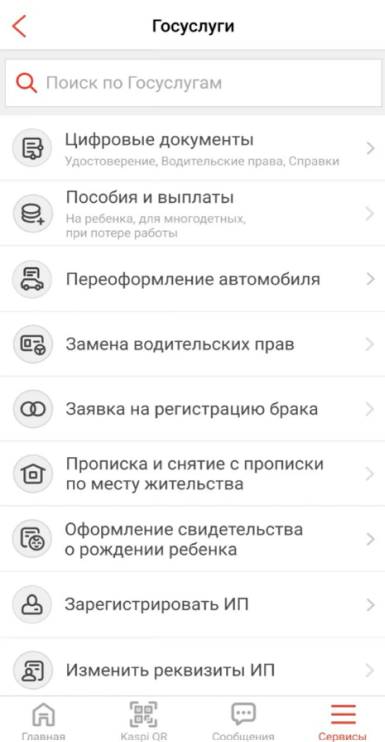 Госуслуги
Поиск по Госуслугам
Цифровые документы
Удостоверение, Водительские права, Справки
Пособия и выплаты
На ребенка, для многодетных,
при потере работы
Переоформление автомобиля
Замена водительских прав
Заявка на регистрацию брака
Прописка и снятие с прописки
по месту жительства
Оформление свидетельства
о рождении ребенка
Зарегистрировать ИП
Изменить реквизиты ИП
Главная Kaspi QR Сообщения Сервисы